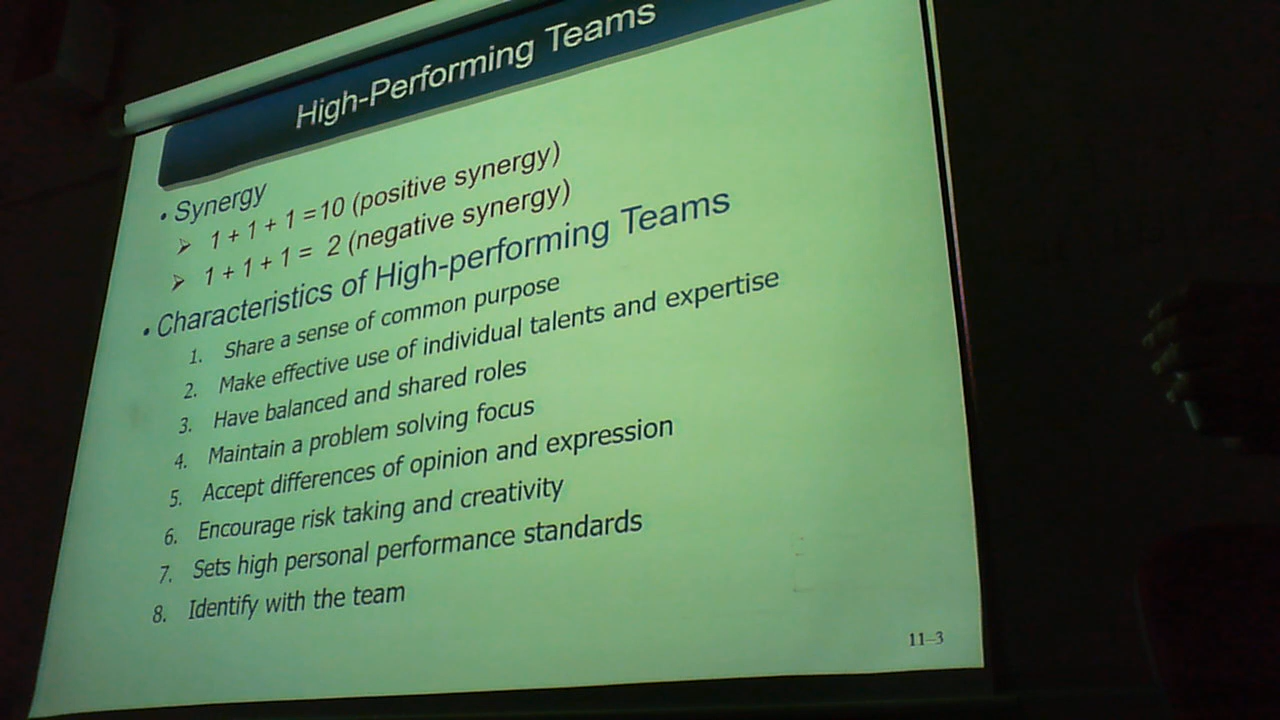 High-Performing Teams
• Synergy
➢ 1 + 1 + 1 =10 (positive synergy)
➢ 1 + 1 + 1 = 2 (negative synergy)
• Characteristics of High-performing Teams
1. Share a sense of common purpose
2. Make effective use of individual talents and expertise
3. Have balanced and shared roles
4. Maintain a problem solving focus
5. Accept differences of opinion and expression
6. Encourage risk taking and creativity
7. Sets high personal performance standards
8. Identify with the team
11–3